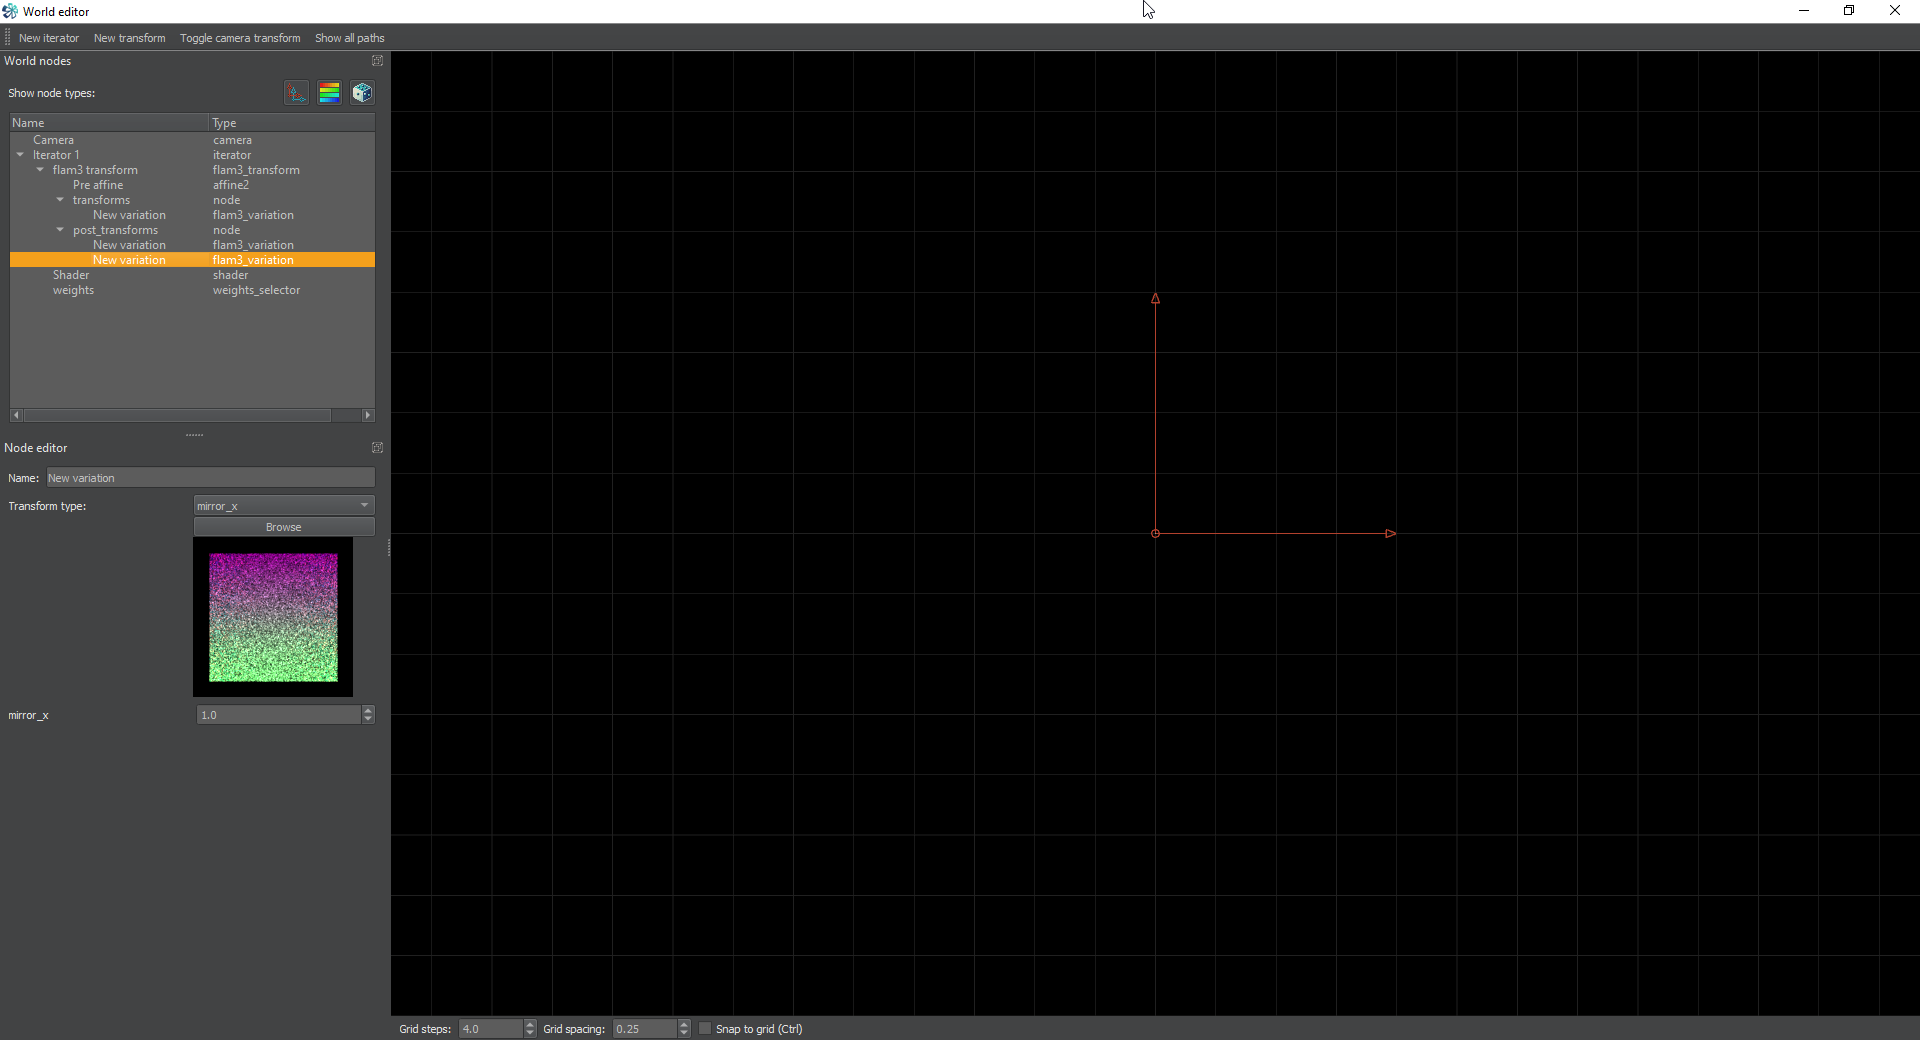 World editor
New iterator New transform Toggle camera transform Show all paths
World nodes
Show node types:
Name Type
Camera camera
Iterator 1 iterator
flam3 transform flam3_transform
Pre affine affine2
transforms node
New variation flam3_variation
post_transforms node
New variation flam3_variation
New variation flam3_variation
Shader shader
weights weights_selector
Node editor
Name: New variation
Transform type: mirror_x
Browse
mirror_x 1.0
Grid steps: 4.0 Grid spacing: 0.25 Snap to grid (Ctrl)